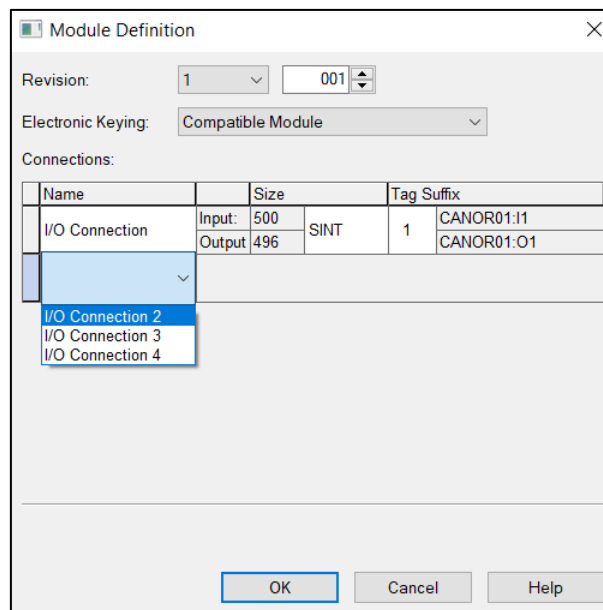 Module Definition
Revision: 1 001
Electronic Keying: Compatible Module
Connections:
Name Size Tag Suffix
I/O Connection Input: 500 SINT 1 CANOR01:I1
Output 496 CANOR01:O1
I/O Connection 2
I/O Connection 3
I/O Connection 4
OK Cancel Help